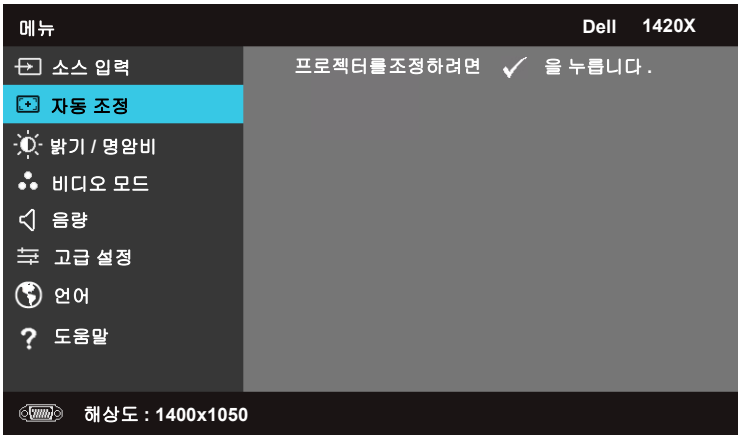 메뉴 Dell 1420X
소스 입력
프로젝터를조정하려면 ✓ 을 누릅니다 .
자동 조정
밝기 / 명암비
비디오 모드
음량
고급 설정
언어
? 도움말
해상도 : 1400x1050